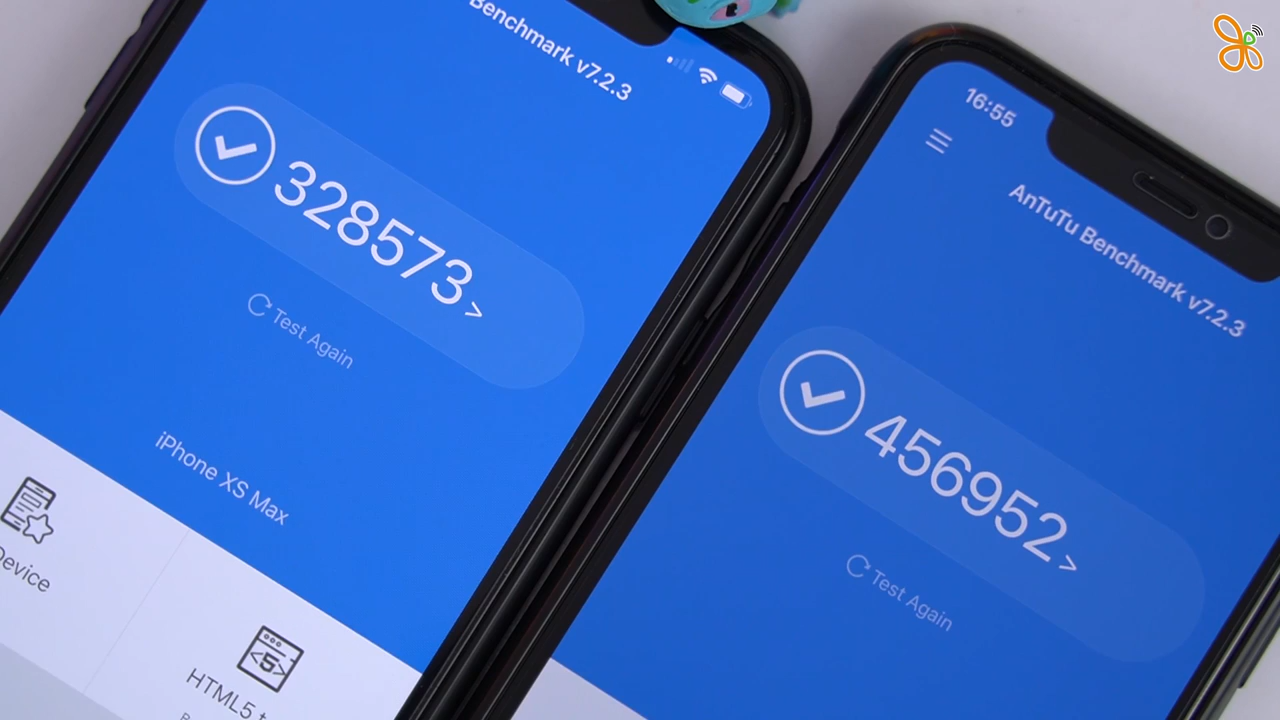 Benchmark v7.2.3
328573 >
Test Again
iPhone XS Max
Device
HTML5 t
16:55
AnTuTu Benchmark v7.2.3
456952 >
Test Again